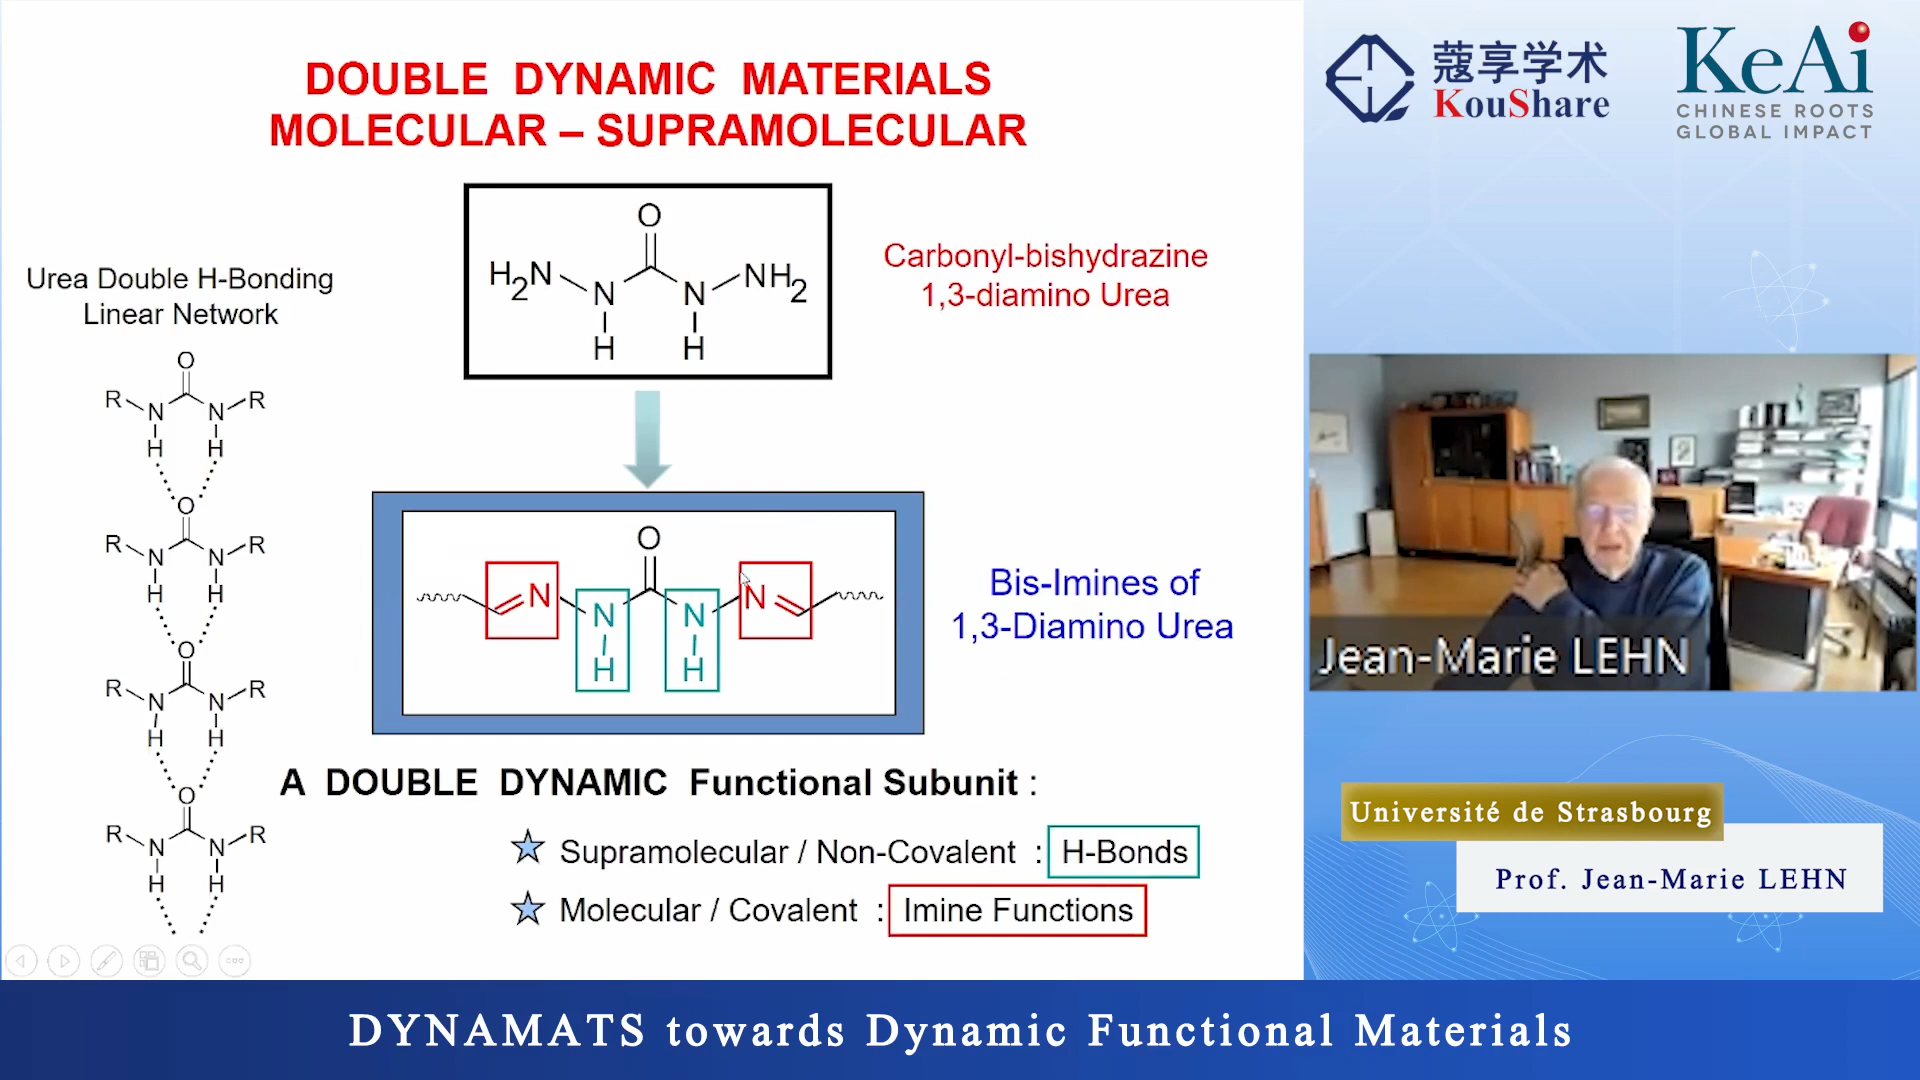 DOUBLE DYNAMIC MATERIALS
MOLECULAR – SUPRAMOLECULAR
O
H2N
N
N
NH2
H
H
Carbonyl-bishydrazine
1,3-diamino Urea
Urea Double H-Bonding
Linear Network
O
R
N
N
R
H
H
O
R
N
N
R
H
H
O
R
N
N
R
H
H
O
R
N
N
R
H
H
O
N
N
N
N
H
H
Bis-Imines of
1,3-Diamino Urea
A DOUBLE DYNAMIC Functional Subunit :
Supramolecular / Non-Covalent : H-Bonds
Molecular / Covalent : Imine Functions
蔻享学术
KouShare
KeAi
CHINESE ROOTS
GLOBAL IMPACT
Jean-Marie LEHN
Université de Strasbourg
Prof. Jean-Marie LEHN
DYNAMATS towards Dynamic Functional Materials